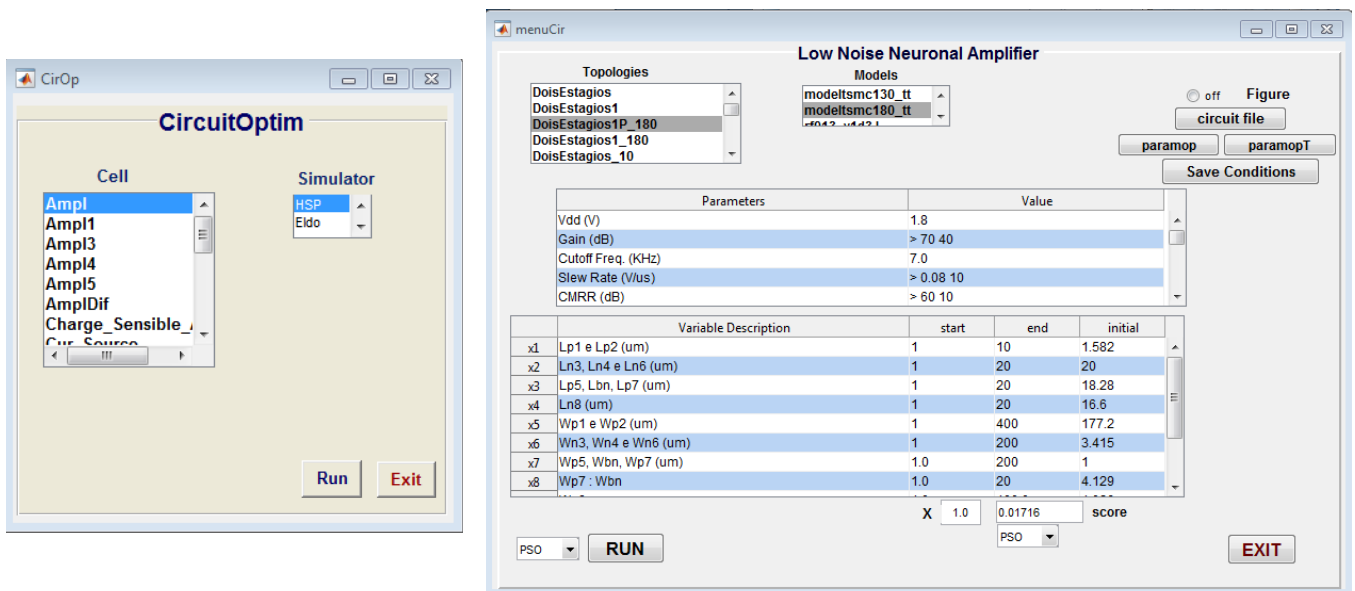 CirOp
CircuitOptim
Cell
Simulator
Ampl
Ampl1
Ampl3
Ampl4
Ampl5
AmplDif
Charge_Sensible_
Cur_Source
HSP
Eldo
Run
Exit
menuCir
Low Noise Neuronal Amplifier
Topologies
Models
DoisEstagios
DoisEstagios1
DoisEstagios1P_180
DoisEstagios1_180
DoisEstagios_10
modeltsmc130_tt
modeltsmc180_tt
off Figure
circuit file
paramop paramopT
Save Conditions
Parameters Value
Vdd (V) 1.8
Gain (dB) > 70 40
Cutoff Freq. (KHz) 7.0
Slew Rate (V/us) > 0.08 10
CMRR (dB) > 60 10
Variable Description start end initial
x1 Lp1 e Lp2 (um) 1 10 1.582
x2 Ln3, Ln4 e Ln6 (um) 1 20 20
x3 Lp5, Lbn, Lp7 (um) 1 20 18.28
x4 Ln8 (um) 1 20 16.6
x5 Wp1 e Wp2 (um) 1 400 177.2
x6 Wn3, Wn4 e Wn6 (um) 1 200 3.415
x7 Wp5, Wbn, Wp7 (um) 1.0 200 1
x8 Wp7 : Wbn 1.0 20 4.129
X 1.0 0.01716 score
PSO RUN PSO EXIT